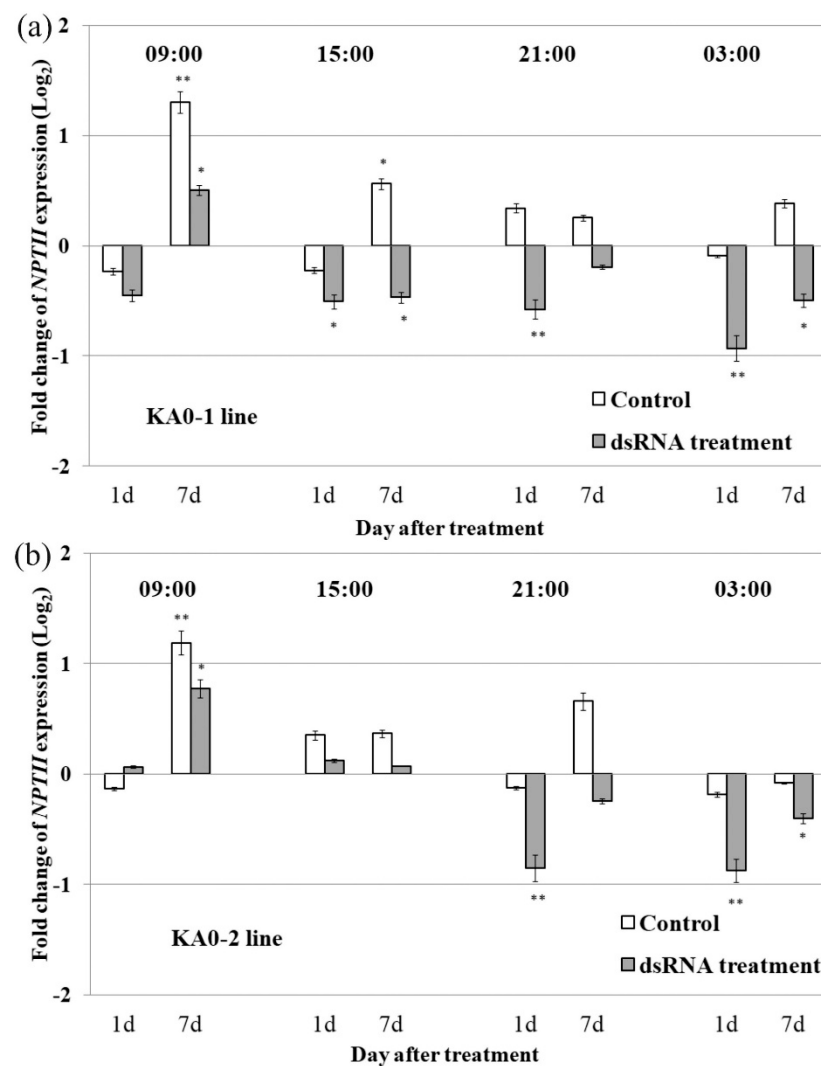 (a)
Fold change of NPTII expression (Log2)
2
1
0
-1
-2
09:00 15:00 21:00 03:00
** * * * * ** ** *
KA0-1 line
Control
dsRNA treatment
1d 7d 1d 7d 1d 7d 1d 7d
Day after treatment
(b)
Fold change of NPTII expression (Log2)
2
1
0
-1
-2
09:00 15:00 21:00 03:00
** * ** ** *
KA0-2 line
Control
dsRNA treatment
1d 7d 1d 7d 1d 7d 1d 7d
Day after treatment